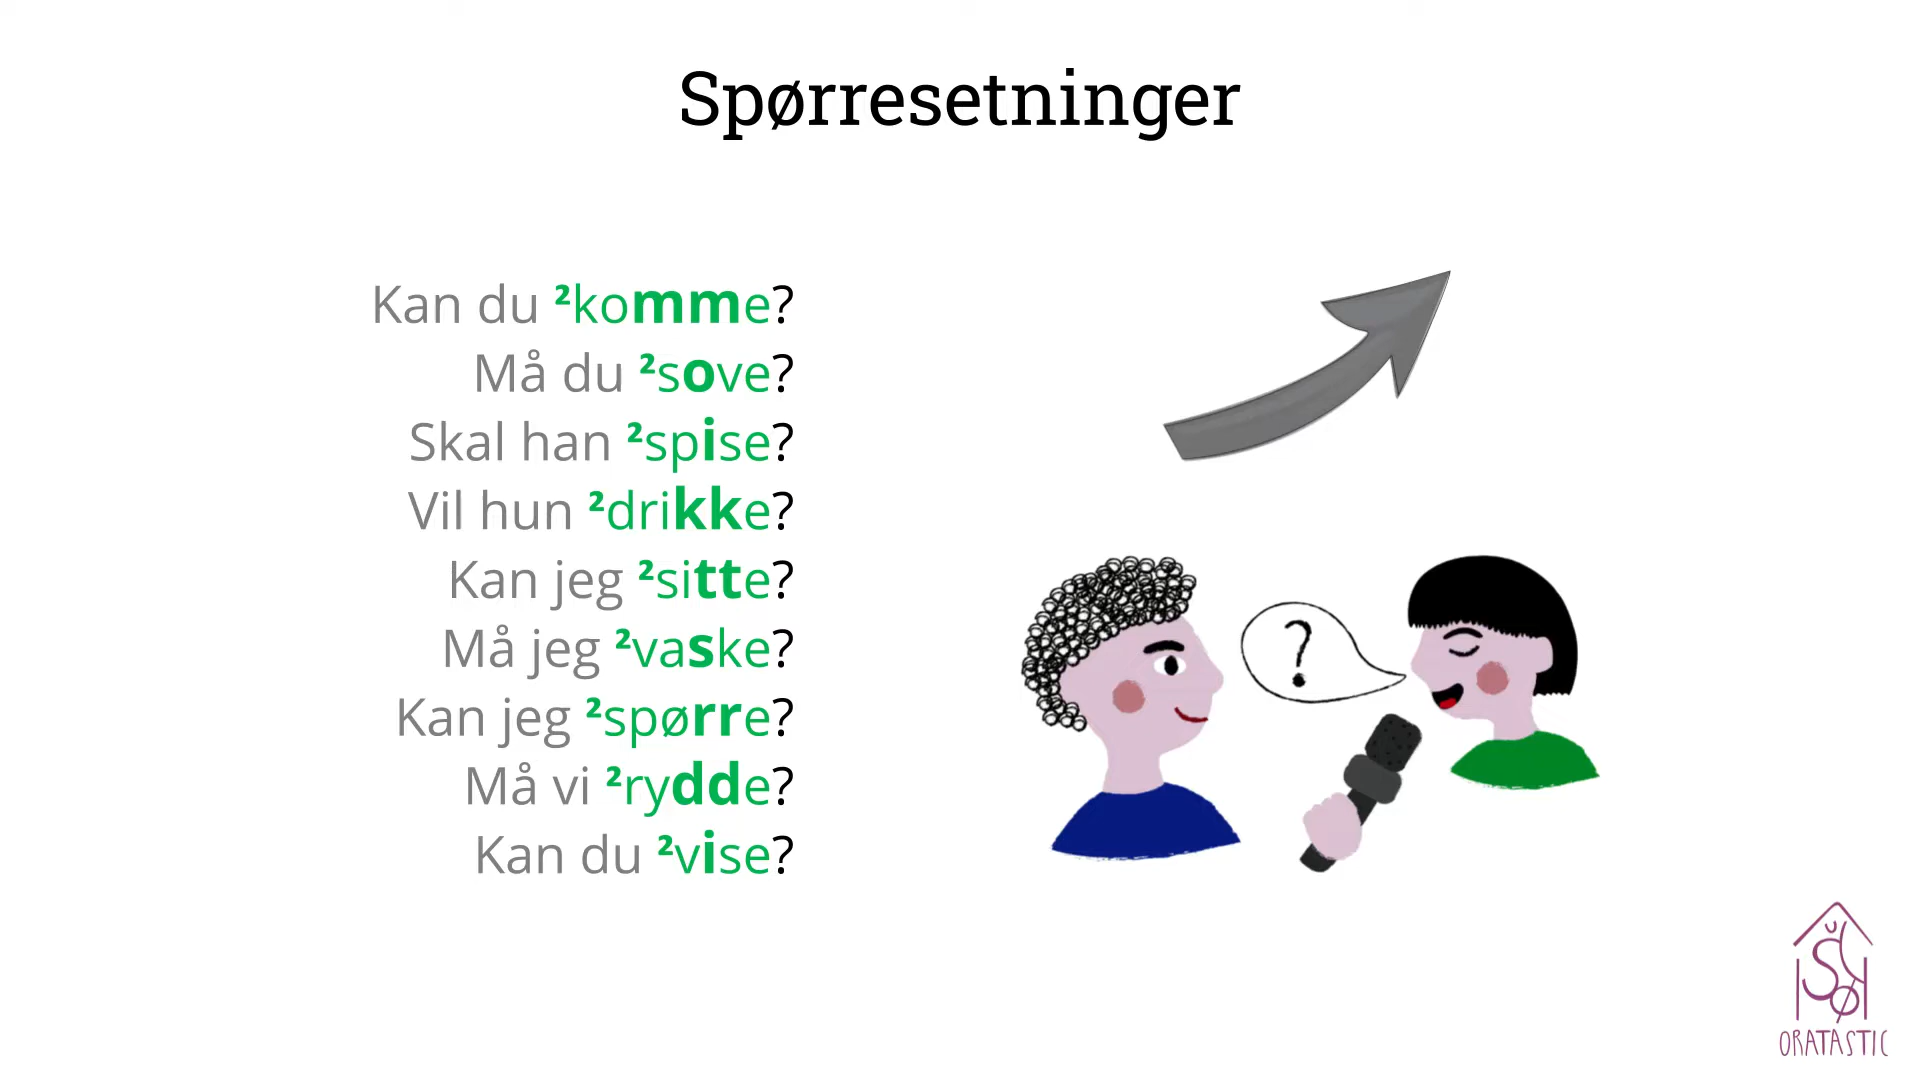 Spørresetninger
Kan du ²komme?
Må du ²sove?
Skal han ²spise?
Vil hun ²drikke?
Kan jeg ²sitte?
Må jeg ²vaske?
Kan jeg ²spørre?
Må vi ²rydde?
Kan du ²vise?
?
ORATASTIC